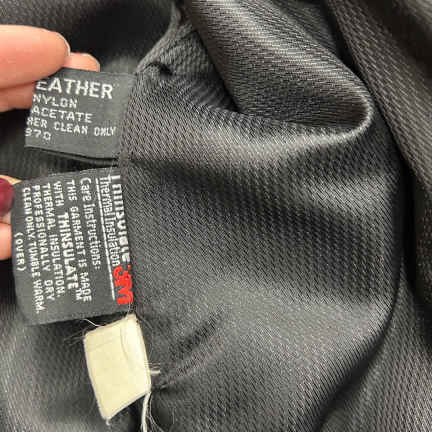 EATHER
NYLON
ACETATE
HER CLEAN ONLY
970
Thinsulate
Thermal Insulation
3M
Care Instructions:
THIS GARMENT IS MADE
WITH THINSULATE™
THERMAL INSULATION.
PROFESSIONALLY DRY
CLEAN ONLY, TUMBLE WARM.
(OVER)